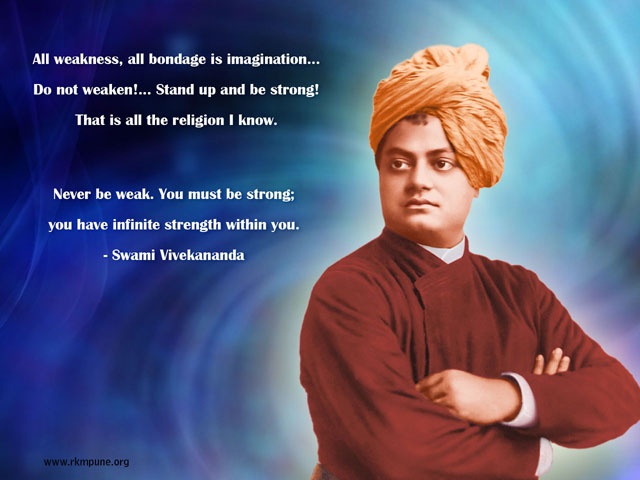 All weakness, all bondage is imagination...
Do not weaken!... Stand up and be strong!
That is all the religion I know.
Never be weak. You must be strong;
you have infinite strength within you.
- Swami Vivekananda
www.rkmpune.org